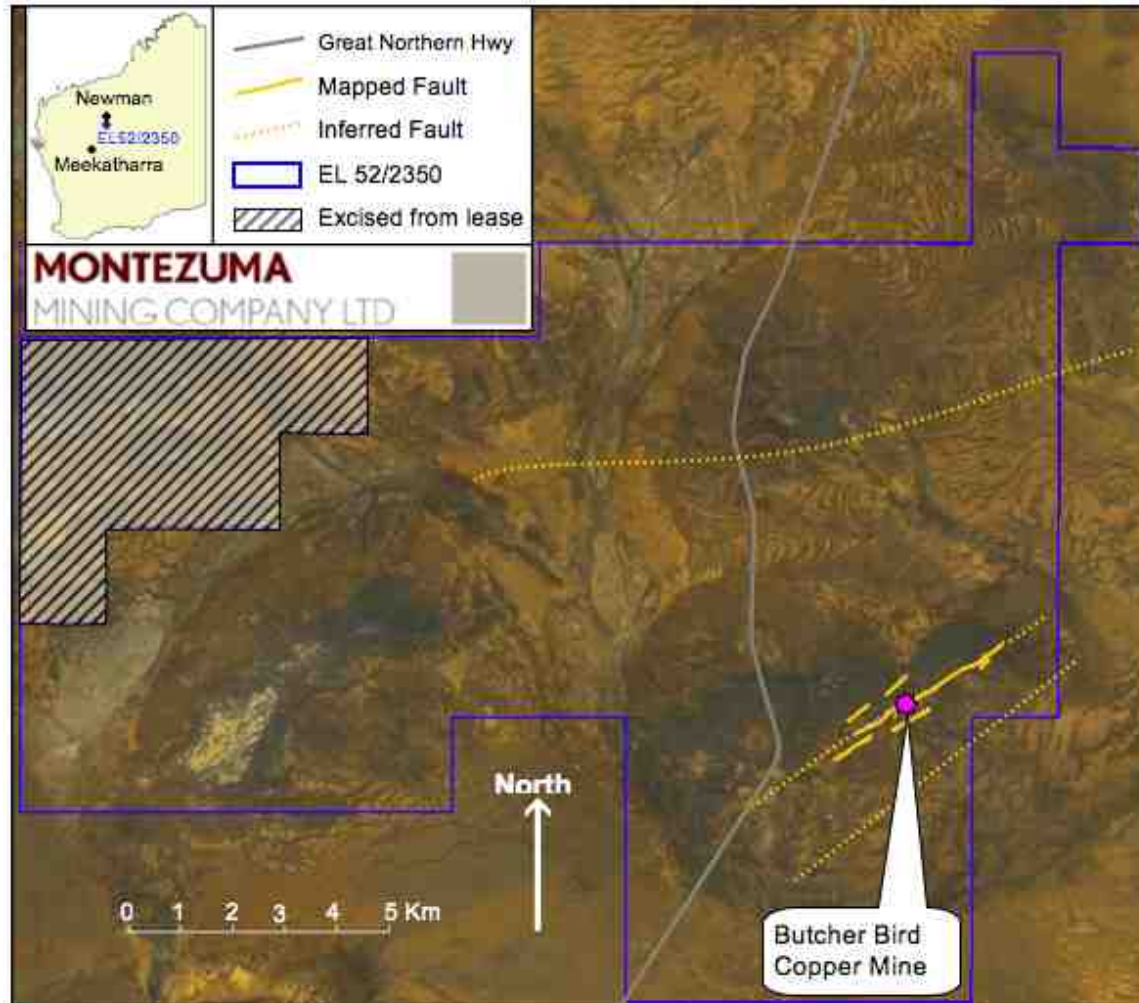 Newman
EL52/2350
Meekatharra
Great Northern Hwy
Mapped Fault
Inferred Fault
EL 52/2350
Excised from lease
MONTEZUMA
MINING COMPANY LTD
North
0 1 2 3 4 5 Km
Butcher Bird
Copper Mine